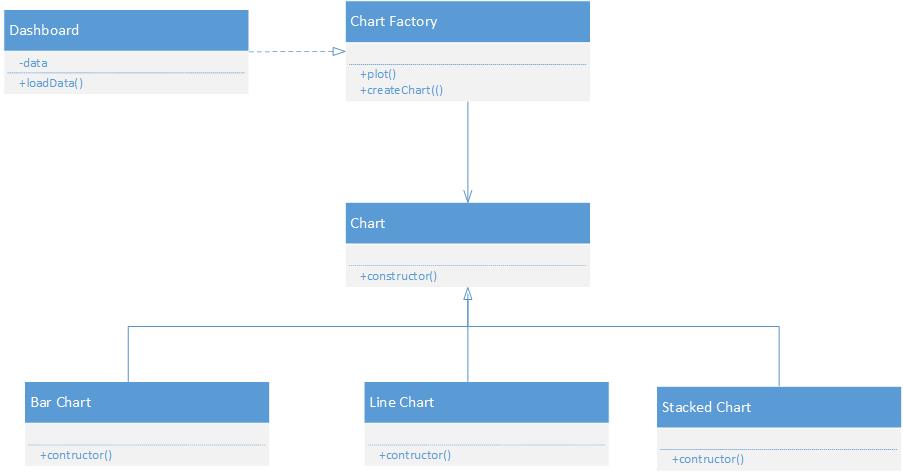 Dashboard
-data
+loadData()
Chart Factory
+plot()
+createChart(()
Chart
+constructor()
Bar Chart
+contructor()
Line Chart
+contructor()
Stacked Chart
+contructor()